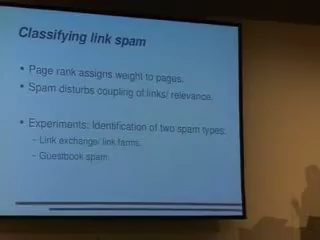 Classifying link spam
• Page rank assigns weight to pages.
• Spam disturbs coupling of links/ relevance.
• Experiments: Identification of two spam types:
– Link exchange/ link farms.
– Guestbook spam.